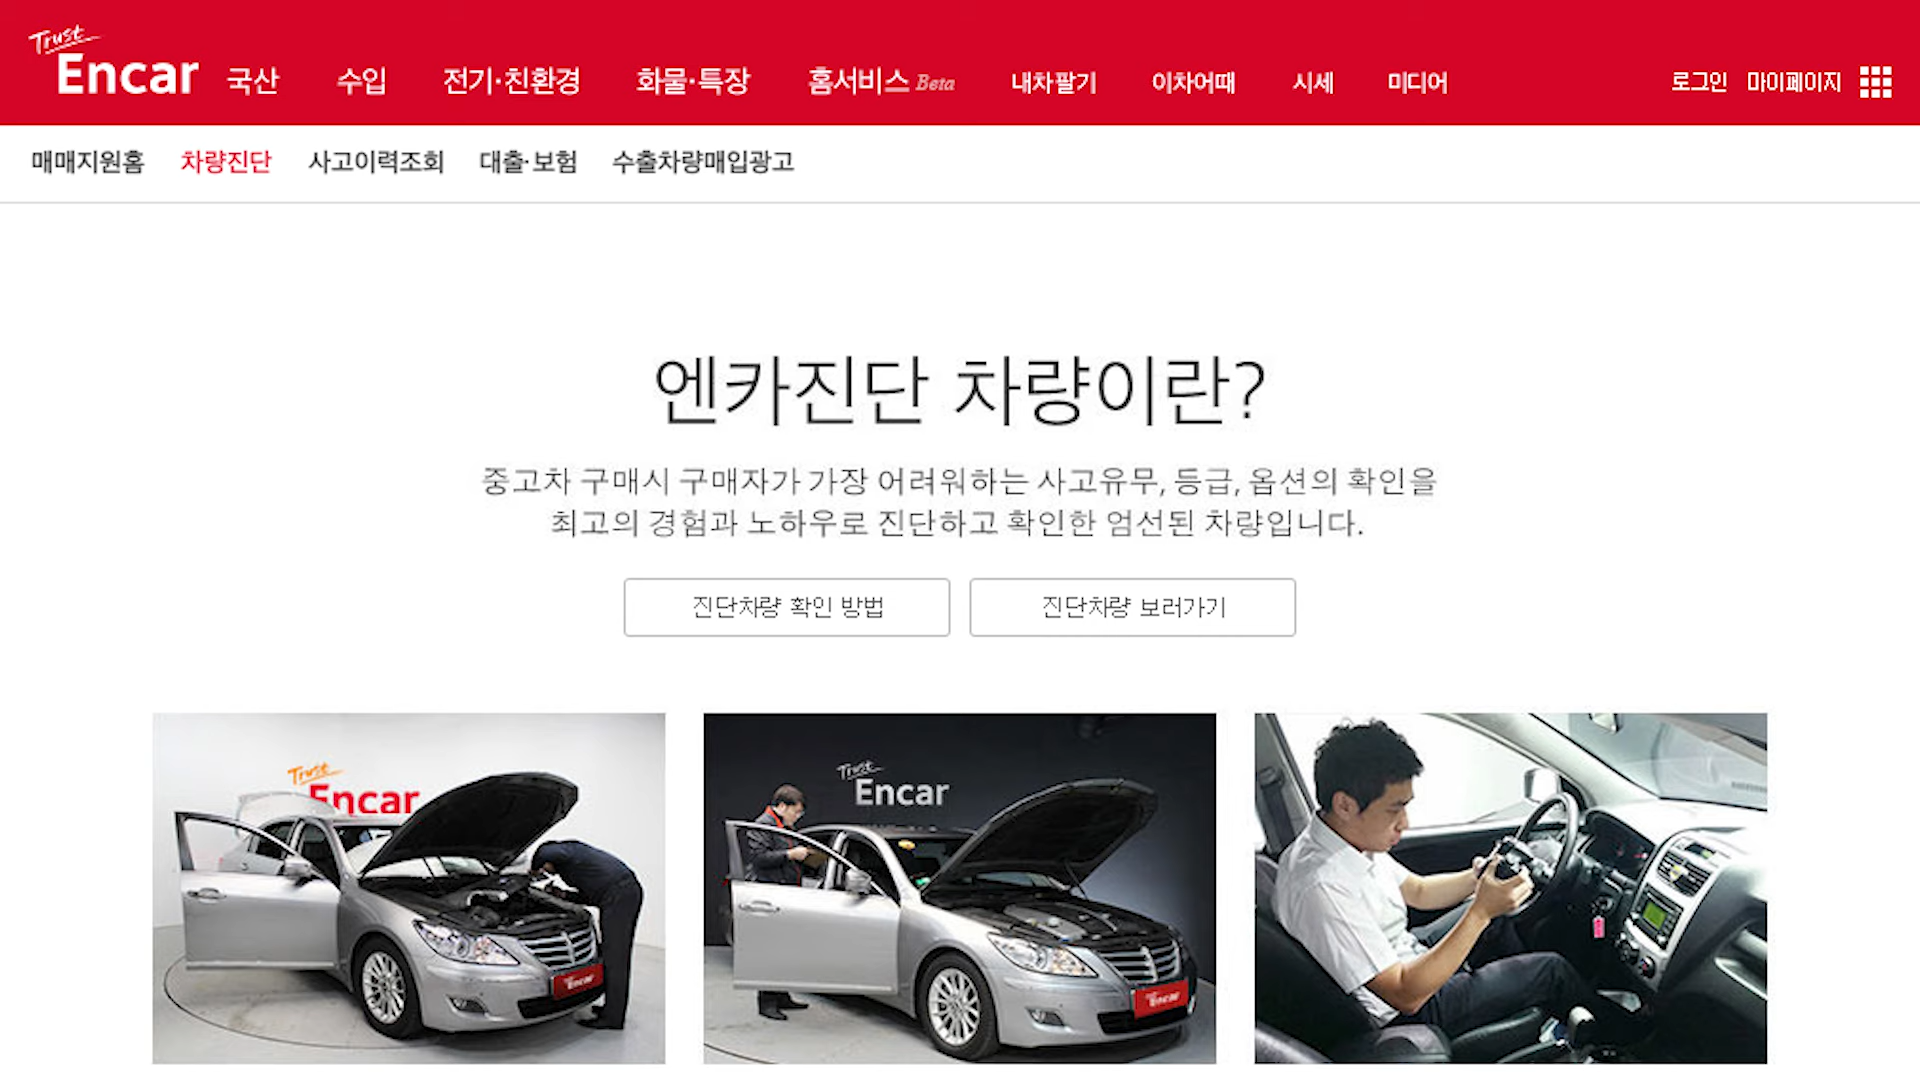 Trust
Encar 국산 수입 전기·친환경 화물·특장 홈서비스 Beta 내차팔기 이차어때 시세 미디어 로그인 마이페이지
매매지원홈 차량진단 사고이력조회 대출·보험 수출차량매입광고
엔카진단 차량이란?
중고차 구매시 구매자가 가장 어려워하는 사고유무, 등급, 옵션의 확인을
최고의 경험과 노하우로 진단하고 확인한 엄선된 차량입니다.
진단차량 확인 방법 진단차량 보러가기
Trust
Encar
Encar
Trust
Encar
Encar